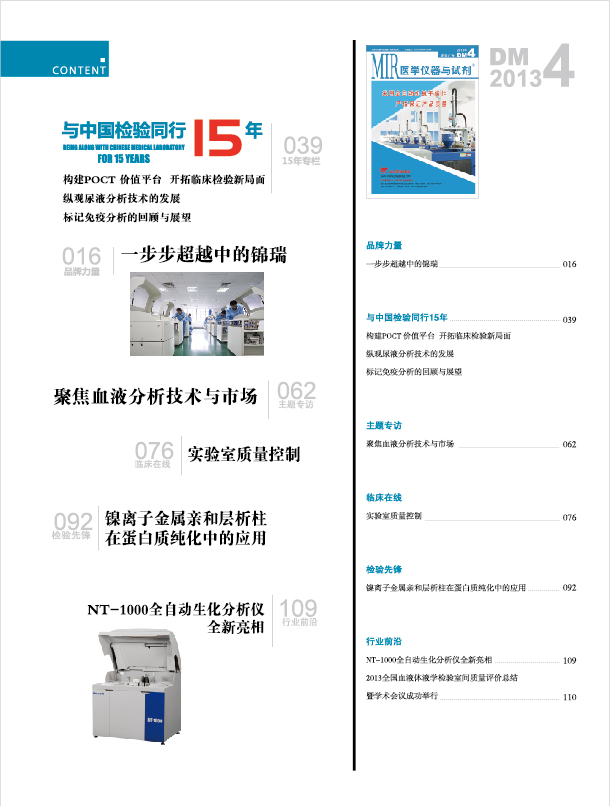 CONTENT
与中国检验同行15年
BEING ALONG WITH CHINESE MEDICAL LABORATORY
FOR 15 YEARS
039
15年专栏
构建POCT 价值平台 开拓临床检验新局面
纵观尿液分析技术的发展
标记免疫分析的回顾与展望
016
品牌力量
一步步超越中的锦瑞
聚焦血液分析技术与市场
062
主题专访
076
临床在线
实验室质量控制
092
检验先锋
镍离子金属亲和层析柱
在蛋白质纯化中的应用
NT-1000全自动生化分析仪
全新亮相
109
行业前沿
NT-1000
MIR 医学仪器与试剂
DM
2013
4
品牌力量
一步步超越中的锦瑞 016
与中国检验同行15年 039
构建POCT 价值平台 开拓临床检验新局面
纵观尿液分析技术的发展
标记免疫分析的回顾与展望
主题专访
聚焦血液分析技术与市场 062
临床在线
实验室质量控制 076
检验先锋
镍离子金属亲和层析柱在蛋白质纯化中的应用 092
行业前沿
NT-1000全自动生化分析仪全新亮相 109
2013全国血液体液学检验室间质量评价总结
暨学术会议成功举行 110